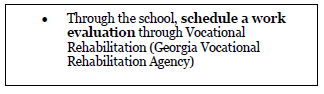 • Through the school, schedule a work
evaluation through Vocational
Rehabilitation (Georgia Vocational
Rehabilitation Agency)